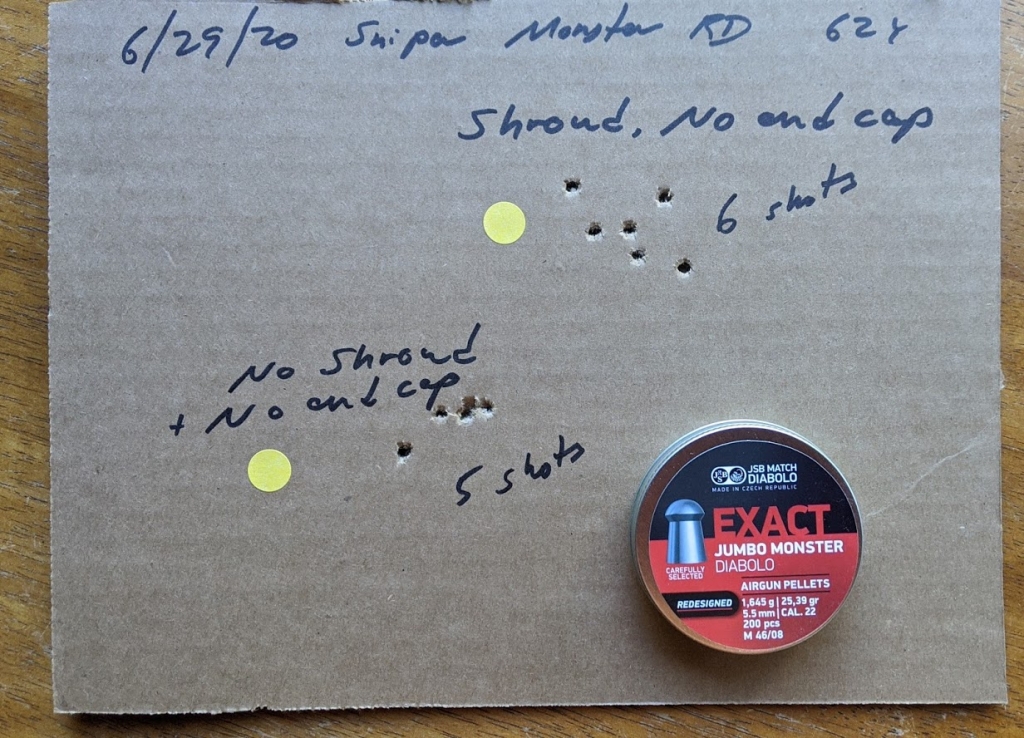 6/29/20 Sniper Monster RD 62y
Shroud, No end cap
6 shots
No Shroud
+ No end cap
5 shots
JSB MATCH
DIABOLO
MADE IN CZECH REPUBLIC
EXACT
JUMBO MONSTER
DIABOLO
CAREFULLY
SELECTED
AIRGUN PELLETS
REDESIGNED
1,645 g | 25,39 gr
5.5 mm | CAL. 22
200 pcs
M 46/08